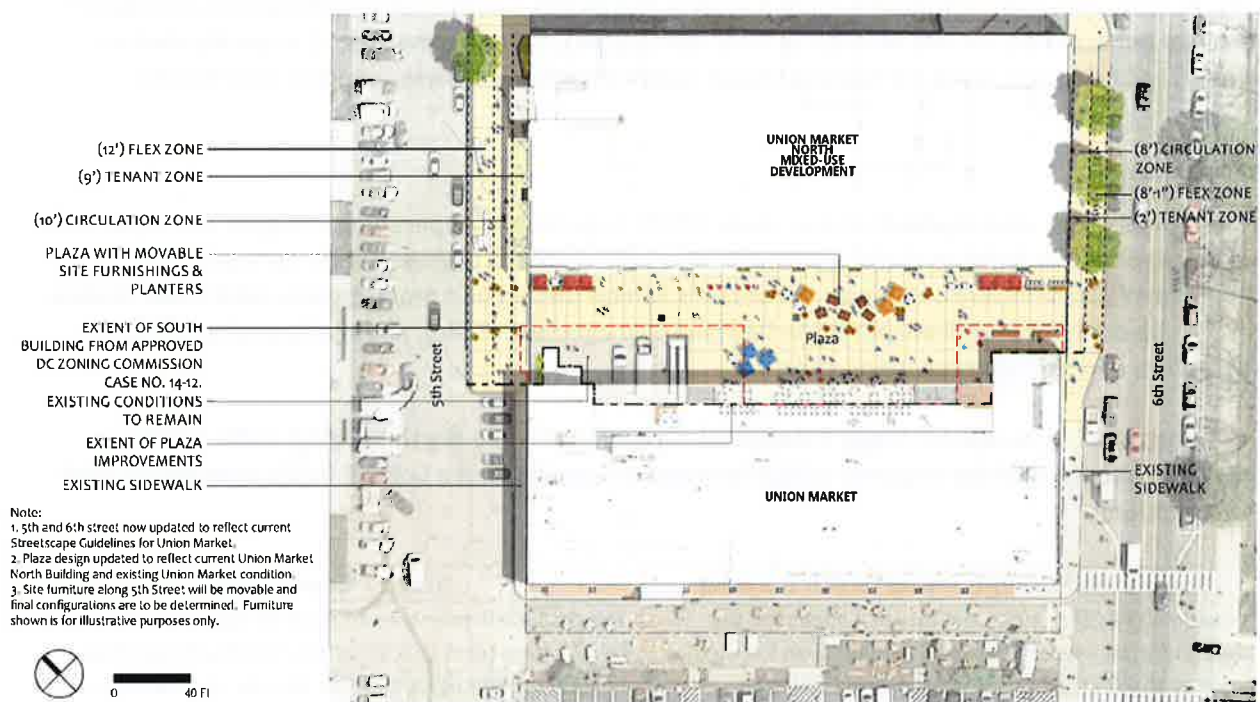 (12') FLEX ZONE
(9') TENANT ZONE
(10') CIRCULATION ZONE
PLAZA WITH MOVABLE
SITE FURNISHINGS &
PLANTERS
EXTENT OF SOUTH
BUILDING FROM APPROVED
DC ZONING COMMISSION
CASE NO. 14-12.
EXISTING CONDITIONS
TO REMAIN
EXTENT OF PLAZA
IMPROVEMENTS
EXISTING SIDEWALK
Note:
1. 5th and 6th street now updated to reflect current
Streetscape Guidelines for Union Market.
2. Plaza design updated to reflect current Union Market
North Building and existing Union Market condition.
3. Site furniture along 5th Street will be movable and
final configurations are to be determined. Furniture
shown is for illustrative purposes only.
0 40 FT
5th Street
UNION MARKET
NORTH
MIXED-USE
DEVELOPMENT
Plaza
UNION MARKET
6th Street
(8') CIRCULATION
ZONE
(8'-1") FLEX ZONE
(2') TENANT ZONE
EXISTING
SIDEWALK